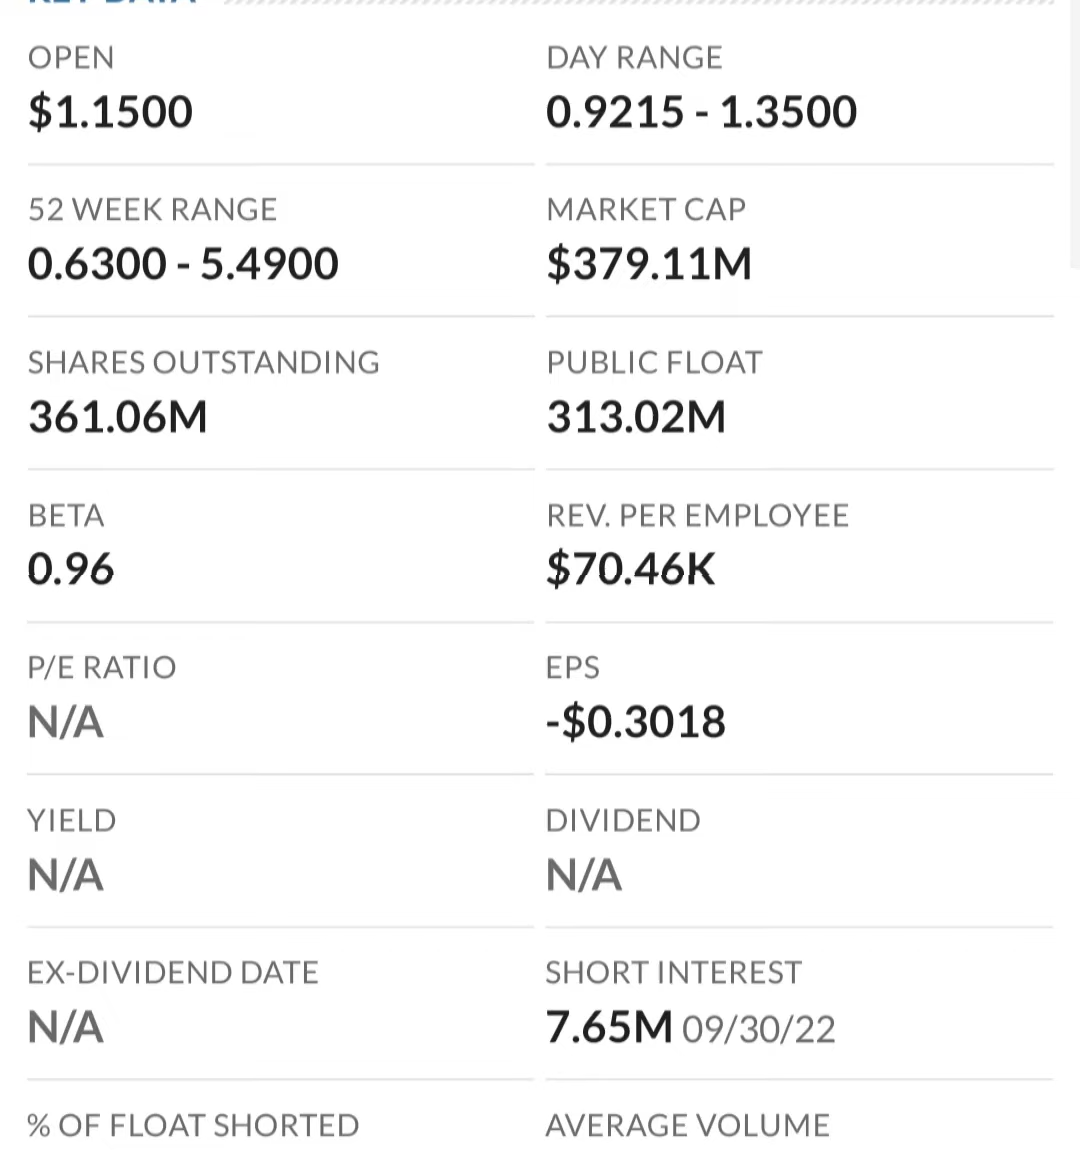 OPEN
$1.1500
DAY RANGE
0.9215 - 1.3500
52 WEEK RANGE
0.6300 - 5.4900
MARKET CAP
$379.11M
SHARES OUTSTANDING
361.06M
PUBLIC FLOAT
313.02M
BETA
0.96
REV. PER EMPLOYEE
$70.46K
P/E RATIO
N/A
EPS
-$0.3018
YIELD
N/A
DIVIDEND
N/A
EX-DIVIDEND DATE
N/A
SHORT INTEREST
7.65M 09/30/22
% OF FLOAT SHORTED
AVERAGE VOLUME